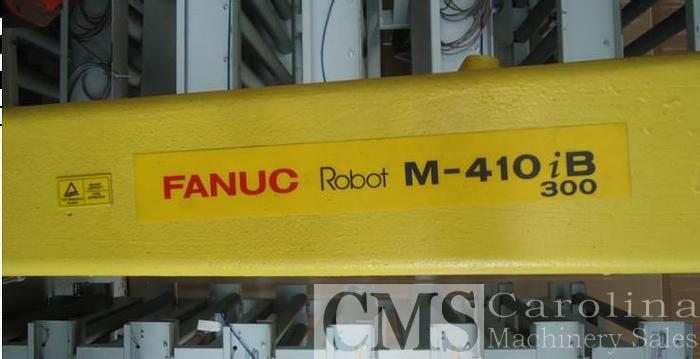 FANUC Robot M-410iB
300
CMS Carolina
Machinery Sales